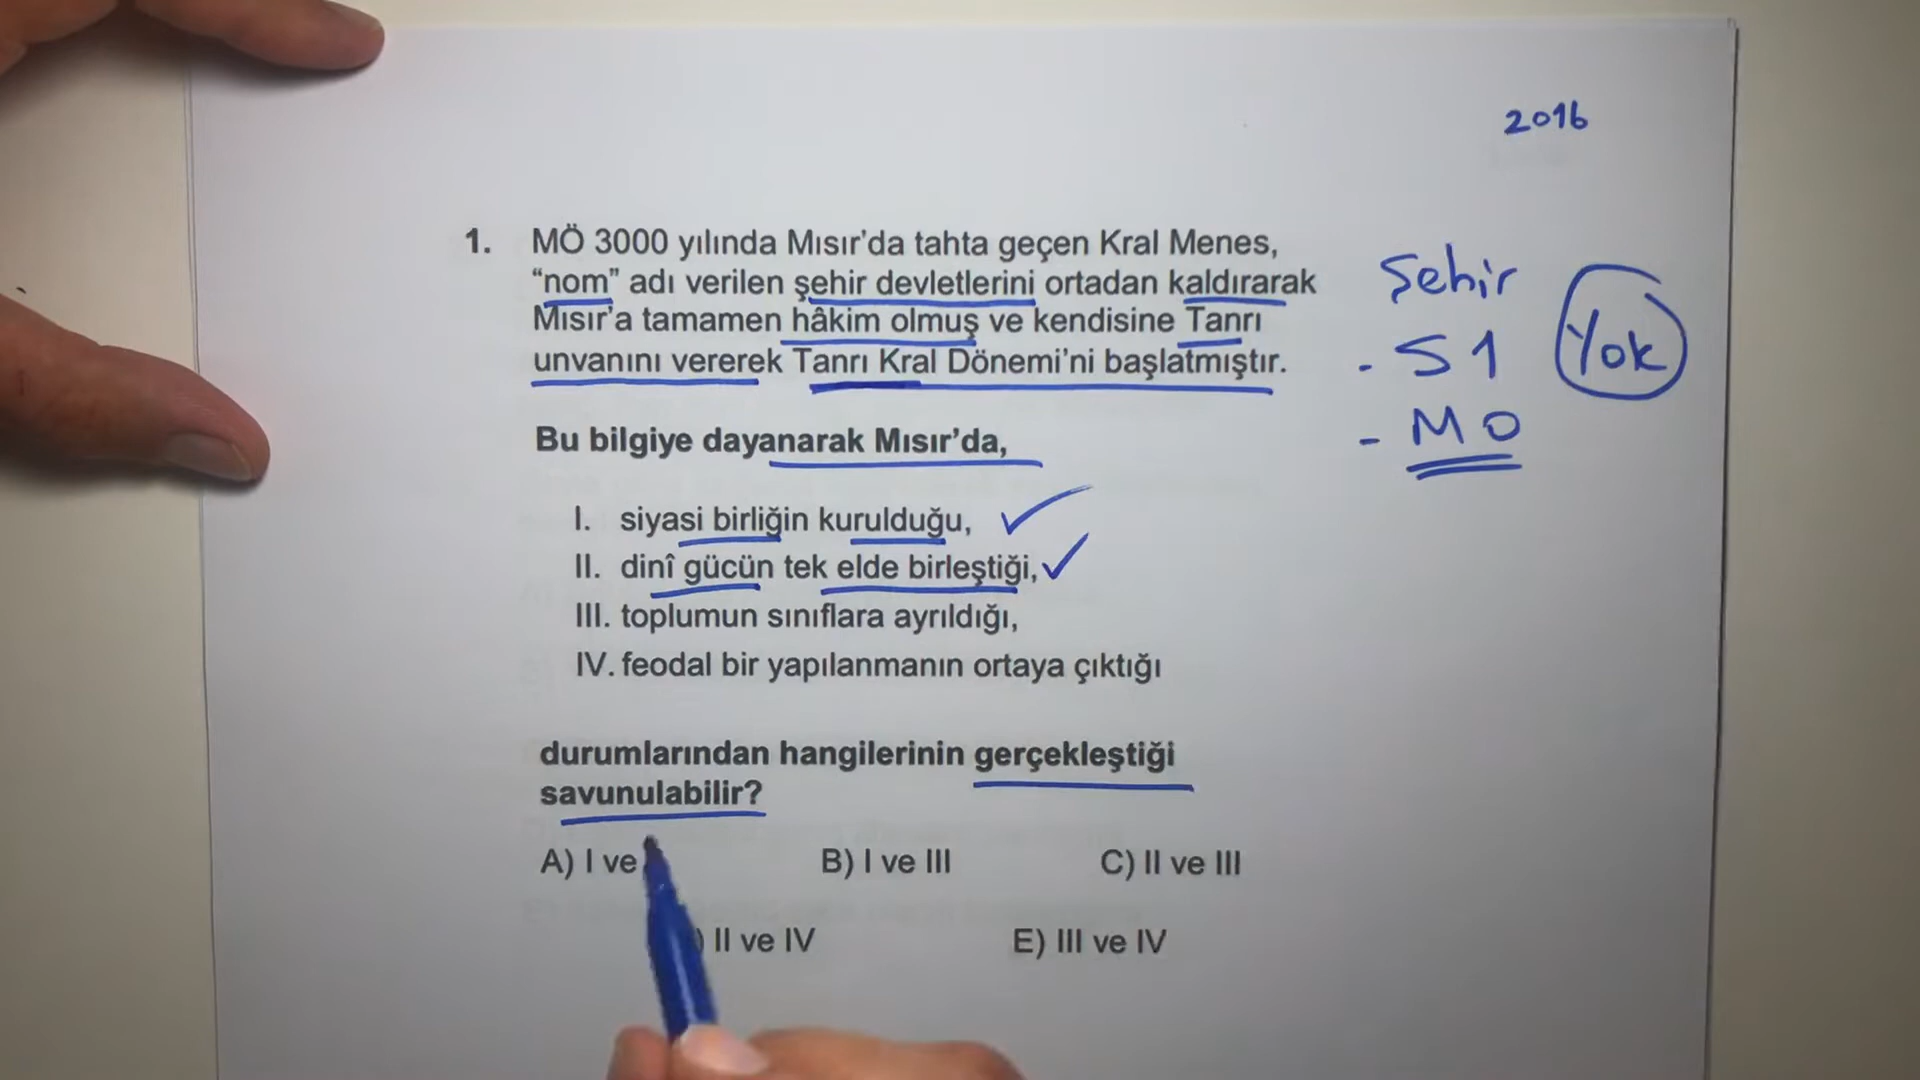 2016
1. MÖ 3000 yılında Mısır'da tahta geçen Kral Menes,
"nom" adı verilen şehir devletlerini ortadan kaldırarak
Mısır'a tamamen hâkim olmuş ve kendisine Tanrı
unvanını vererek Tanrı Kral Dönemi'ni başlatmıştır.
Şehir
- S1
- MÖ
Yok
Bu bilgiye dayanarak Mısır'da,
I. siyasi birliğin kurulduğu,
II. dinî gücün tek elde birleştiği,
III. toplumun sınıflara ayrıldığı,
IV. feodal bir yapılanmanın ortaya çıktığı
durumlarından hangilerinin gerçekleştiği
savunulabilir?
A) I ve B) I ve III C) II ve III
) II ve IV E) III ve IV